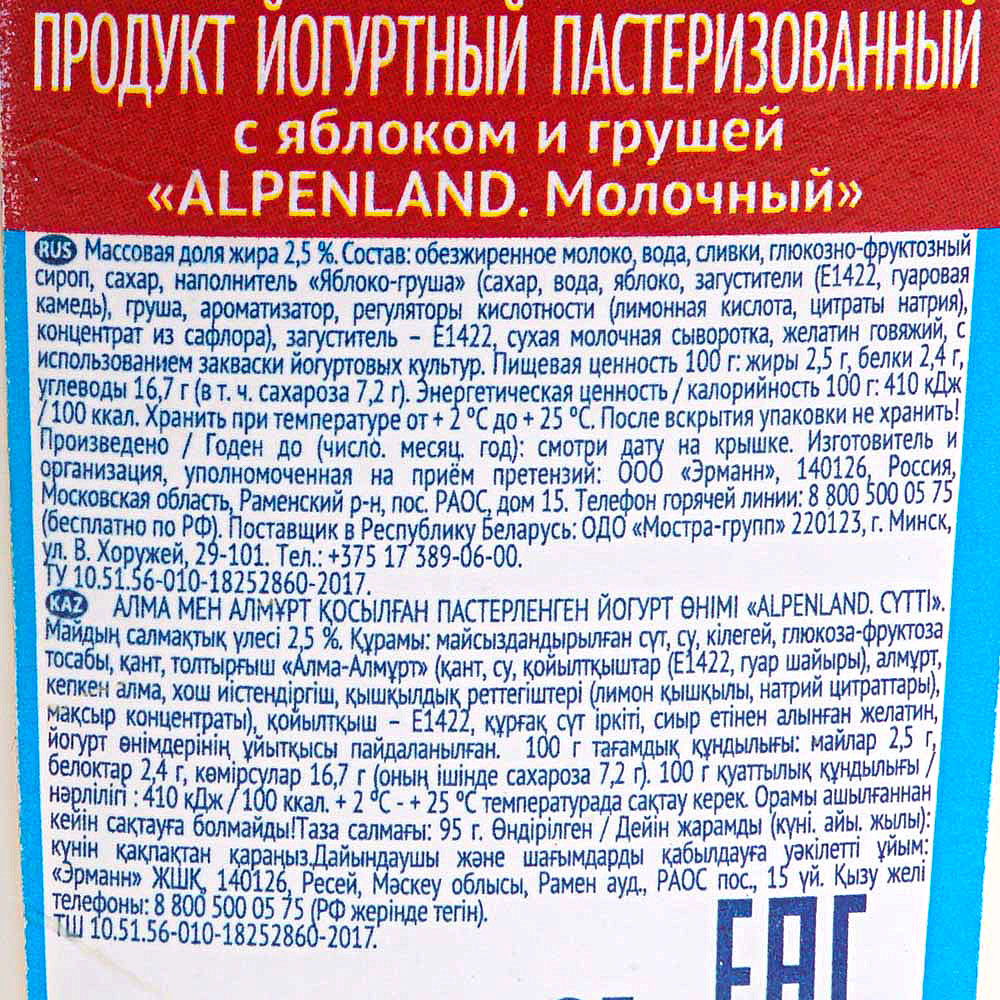 ПРОДУКТ ЙОГУРТНЫЙ ПАСТЕРИЗОВАННЫЙ
с яблоком и грушей
«ALPENLAND. Молочный»
RUS Массовая доля жира 2,5 %. Состав: обезжиренное молоко, вода, сливки, глюкозно-фруктозный
сироп, сахар, наполнитель «Яблоко-груша» (сахар, вода, яблоко, загустители (Е1422, гуаровая
камедь), груша, ароматизатор, регуляторы кислотности (лимонная кислота, цитраты натрия),
концентрат из сафлора), загуститель – Е1422, сухая молочная сыворотка, желатин говяжий, с
использованием закваски йогуртовых культур. Пищевая ценность 100 г: жиры 2,5 г, белки 2,4 г,
углеводы 16,7 г (в т. ч. сахароза 7,2 г). Энергетическая ценность / калорийность 100 г: 410 кДж
/ 100 ккал. Хранить при температуре от + 2 °С до + 25 °С. После вскрытия упаковки не хранить!
Произведено / Годен до (число. месяц. год): смотри дату на крышке. Изготовитель и
организация, уполномоченная на приём претензий: ООО «Эрманн», 140126, Россия,
Московская область, Раменский р-н, пос. РАОС, дом 15. Телефон горячей линии: 8 800 500 05 75
(бесплатно по РФ). Поставщик в Республику Беларусь: ОДО «Мостра-групп» 220123, г. Минск,
ул. В. Хоружей, 29-101. Тел.: +375 17 389-06-00.
ТУ 10.51.56-010-18252860-2017.
KAZ АЛМА МЕН АЛМҰРТ ҚОСЫЛҒАН ПАСТЕРЛЕНГЕН ЙОГУРТ ӨНІМІ «ALPENLAND. СҮТТІ».
Майдың салмақтық үлесі 2,5 %. Құрамы: майсыздандырылған сүт, су, кілегей, глюкоза-фруктоза
тосабы, қант, толтырғыш «Алма-Алмұрт» (қант, су, қойылтқыштар (Е1422, гуар шайыры), алмұрт,
кепкен алма, хош иістендіргіш, қышқылдық реттегіштері (лимон қышқылы, натрий цитраттары),
мақсыр концентраты), қойылтқыш – Е1422, құрғақ сүт іркіті, сиыр етінен алынған желатин,
йогурт өнімдерінің ұйытқысы пайдаланылған. 100 г тағамдық құндылығы: майлар 2,5 г,
белоктар 2,4 г, көмірсулар 16,7 г (оның ішінде сахароза 7,2 г). 100 г қуаттылық құндылығы /
нәрлілігі : 410 кДж / 100 ккал. + 2 °С - + 25 °С температурада сақтау керек. Орамы ашылғаннан
кейін сақтауға болмайды!Таза салмағы: 95 г. Өндірілген / Дейін жарамды (күні. айы. жылы):
күнін қақпақтан қараңыз.Дайындаушы және шағымдарды қабылдауға уәкілетті ұйым:
«Эрманн» ЖШҚ, 140126, Ресей, Мәскеу облысы, Рамен ауд., РАОС пос., 15 үй. Қызу желі
телефоны: 8 800 500 05 75 (РФ жерінде тегін).
ТШ 10.51.56-010-18252860-2017.
ЕАС